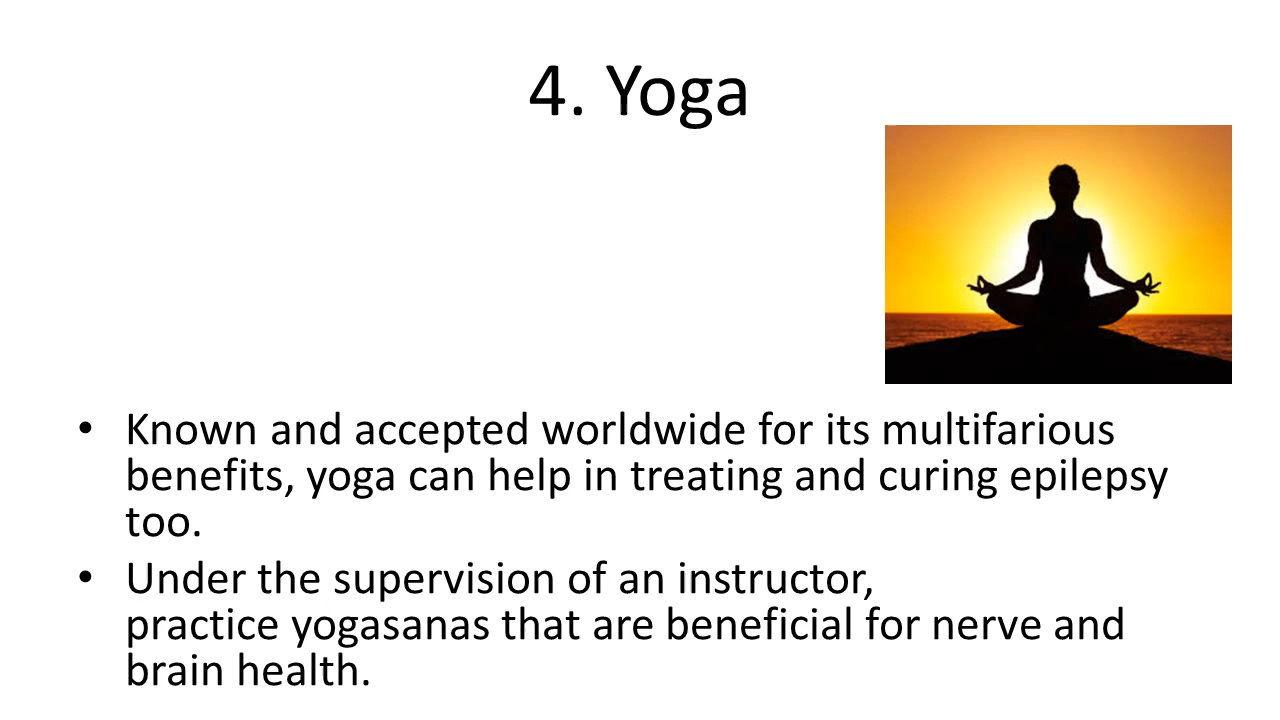 4. Yoga
• Known and accepted worldwide for its multifarious
benefits, yoga can help in treating and curing epilepsy
too.
• Under the supervision of an instructor,
practice yogasanas that are beneficial for nerve and
brain health.